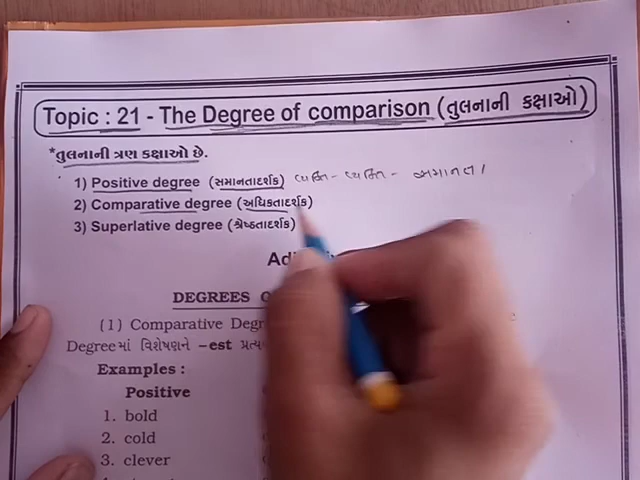 Topic : 21 - The Degree of comparison (તુલનાની કક્ષાઓ)
*તુલનાની ત્રણ કક્ષાઓ છે.
1) Positive degree (સમાનતાદર્શક) વ્યક્તિ - વ્યક્તિ - સમાનતા
2) Comparative degree (અધિકતાદર્શક)
3) Superlative degree (શ્રેષ્ઠતાદર્શક)
DEGREES
(1) Comparative
Degreeમાં વિશેષણને –est
Examples :
Positive
1. bold
2. cold
3. clever